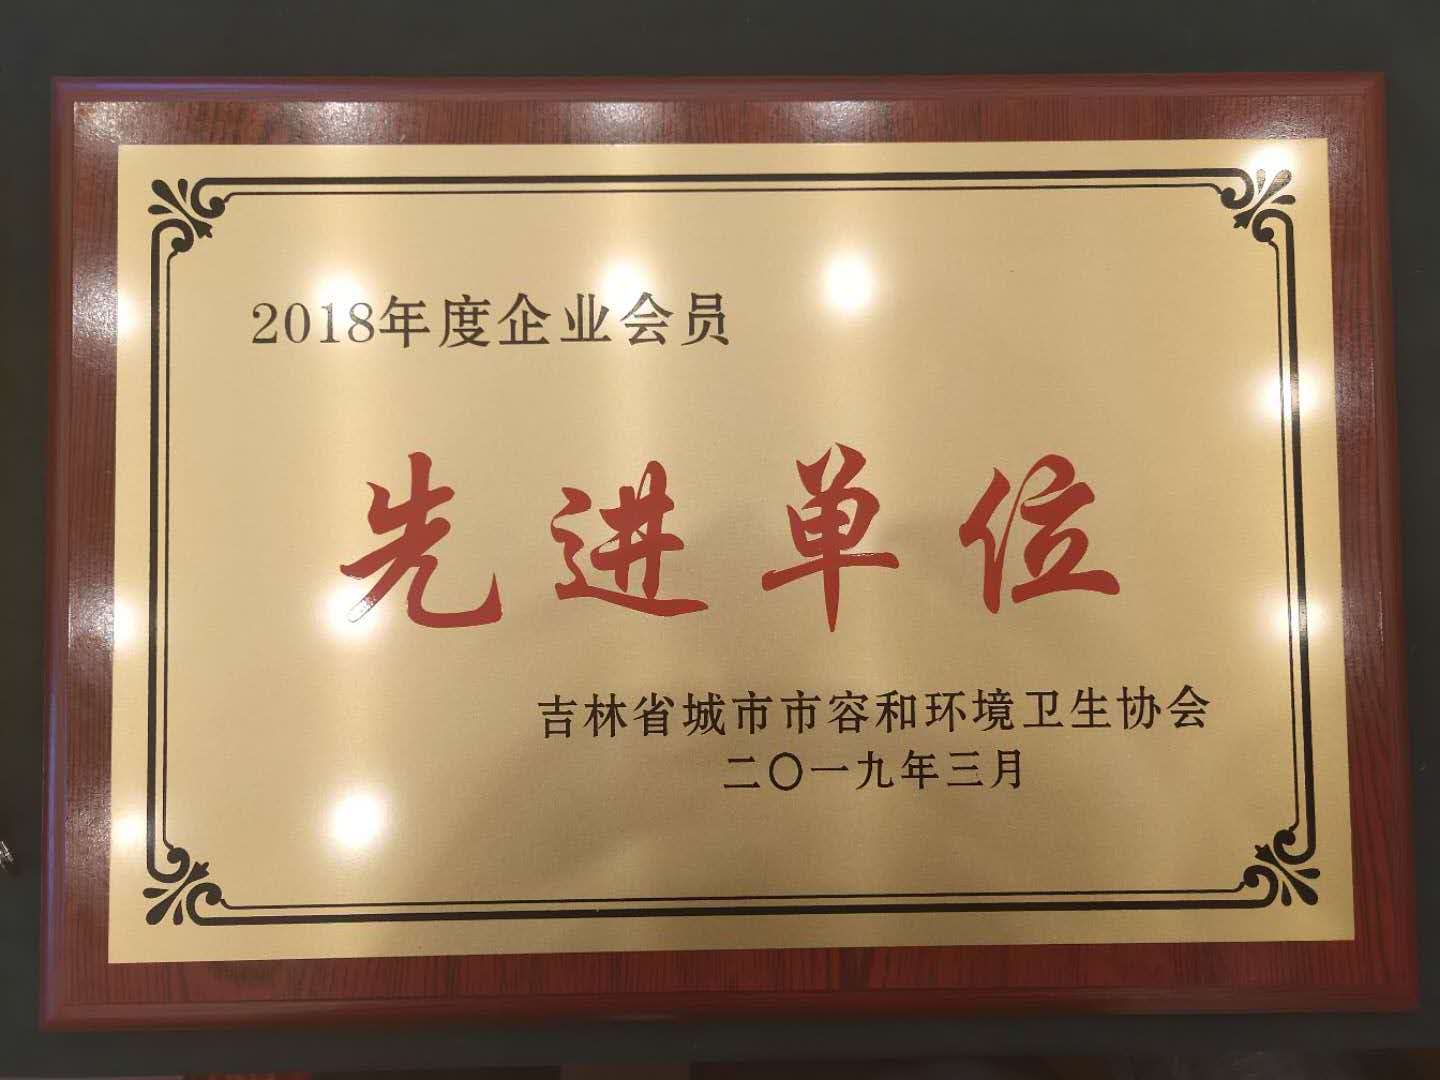 2018年度企业会员
先进单位
吉林省城市市容和环境卫生协会
二〇一九年三月